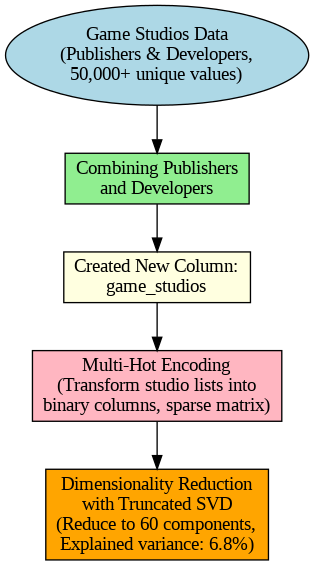 Game Studios Data
(Publishers & Developers,
50,000+ unique values)
Combining Publishers
and Developers
Created New Column:
game_studios
Multi-Hot Encoding
(Transform studio lists into
binary columns, sparse matrix)
Dimensionality Reduction
with Truncated SVD
(Reduce to 60 components,
Explained variance: 6.8%)